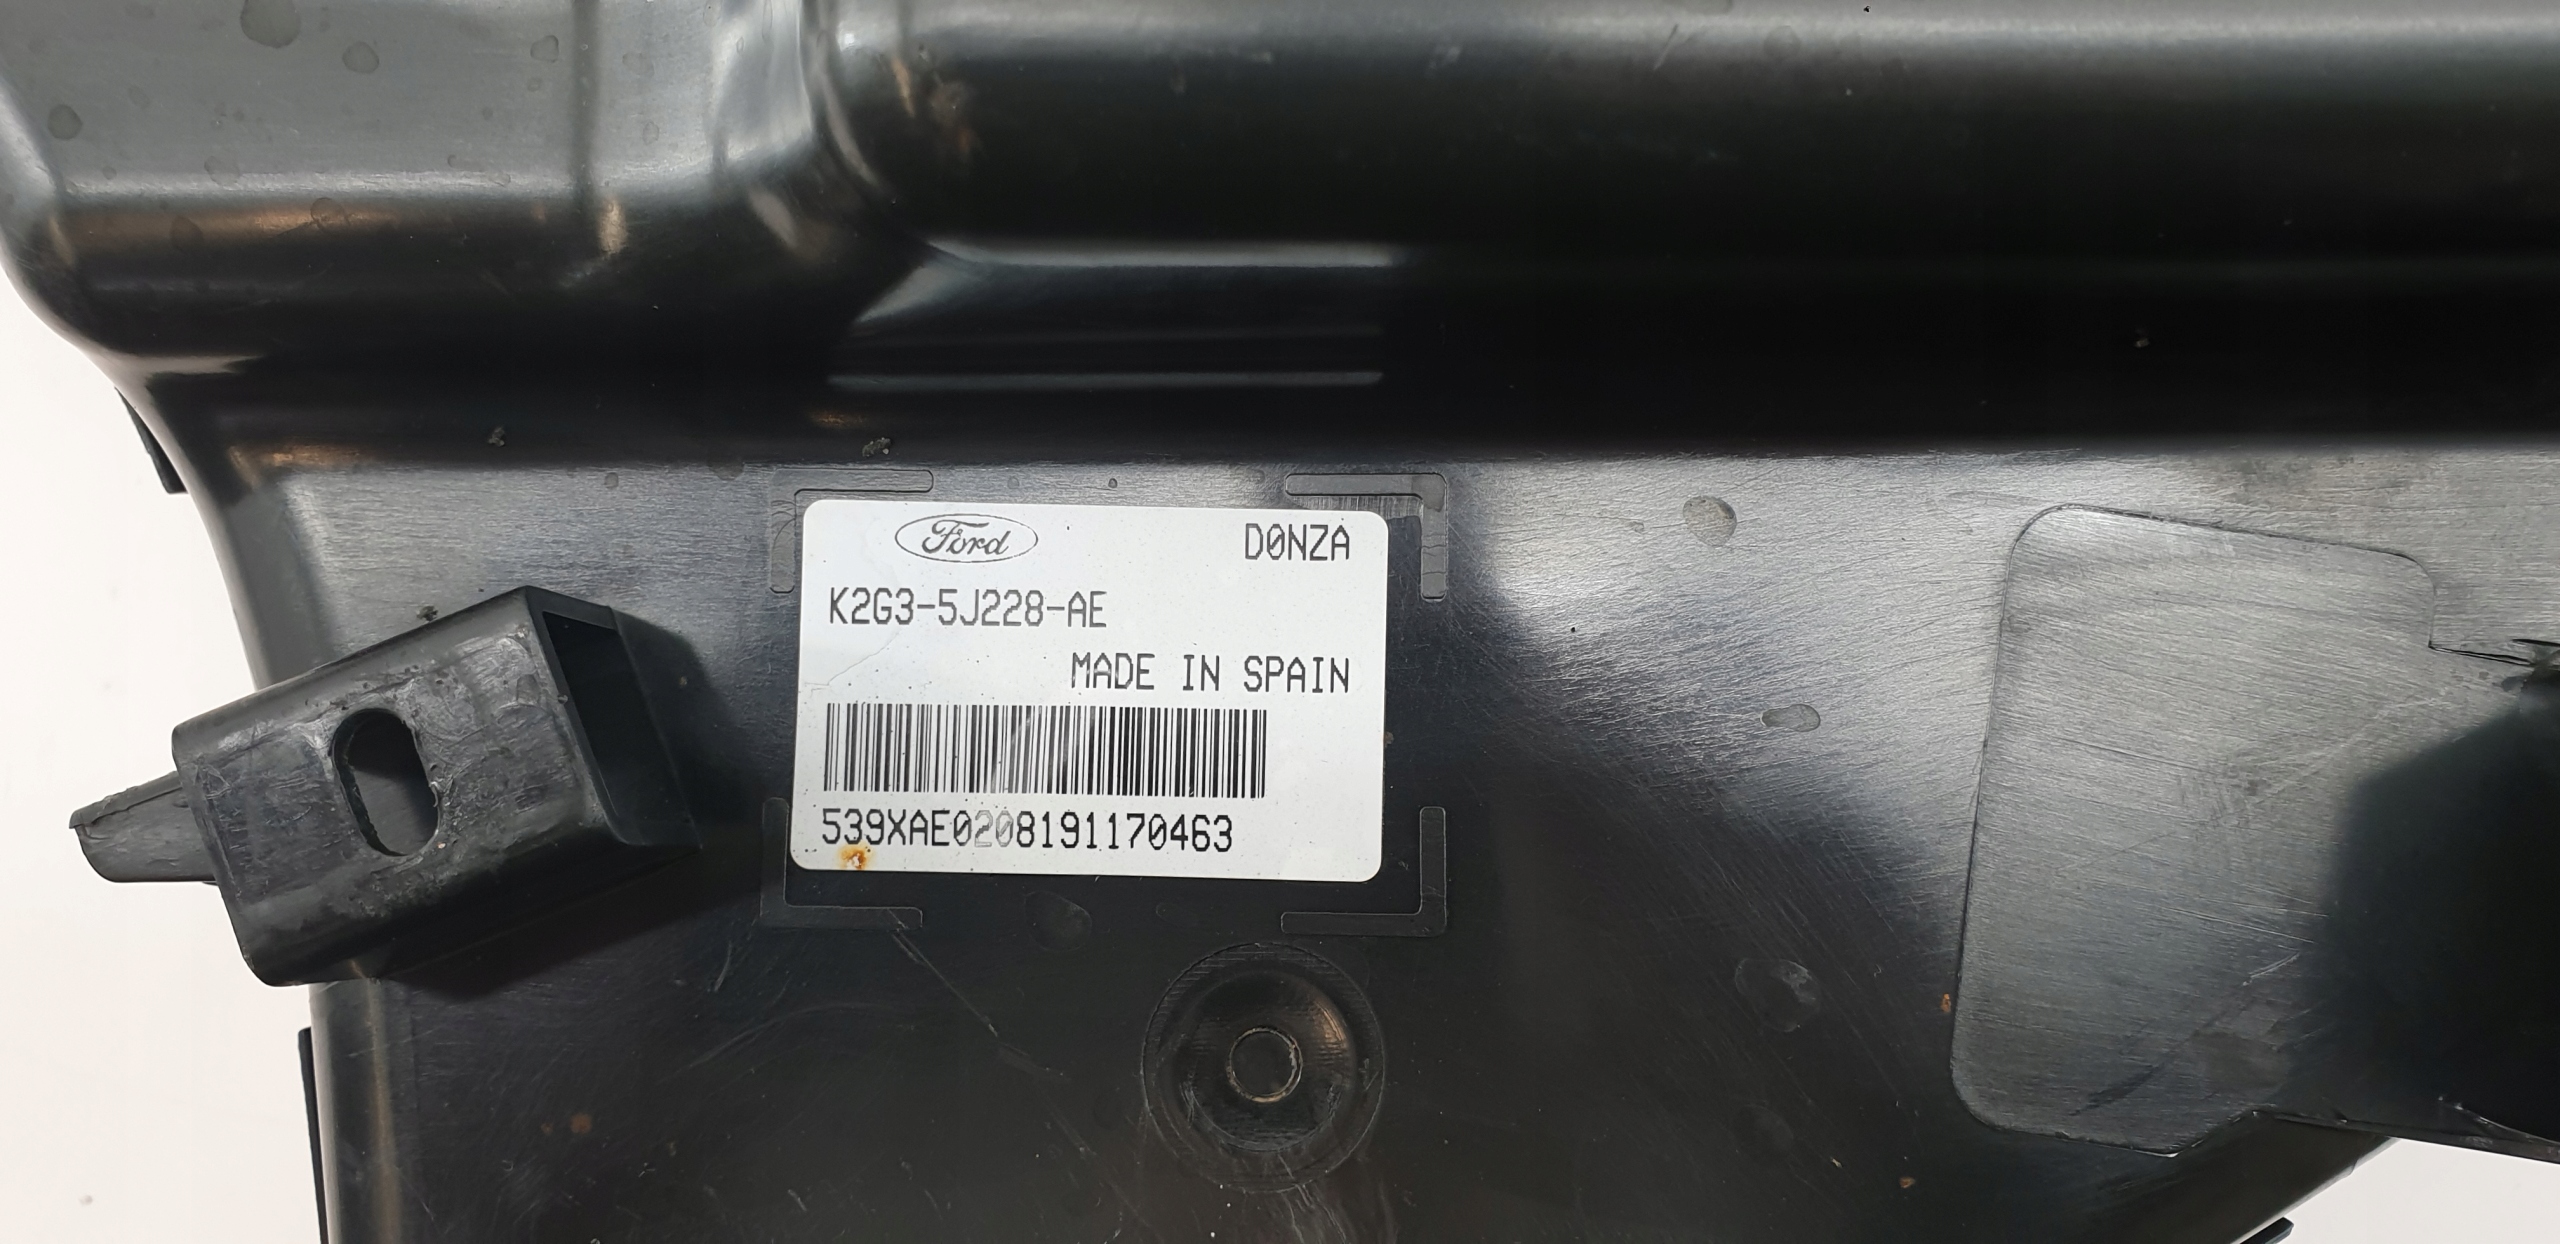 Ford D0NZA
K2G3-5J228-AE
MADE IN SPAIN
539XAE0208191170463